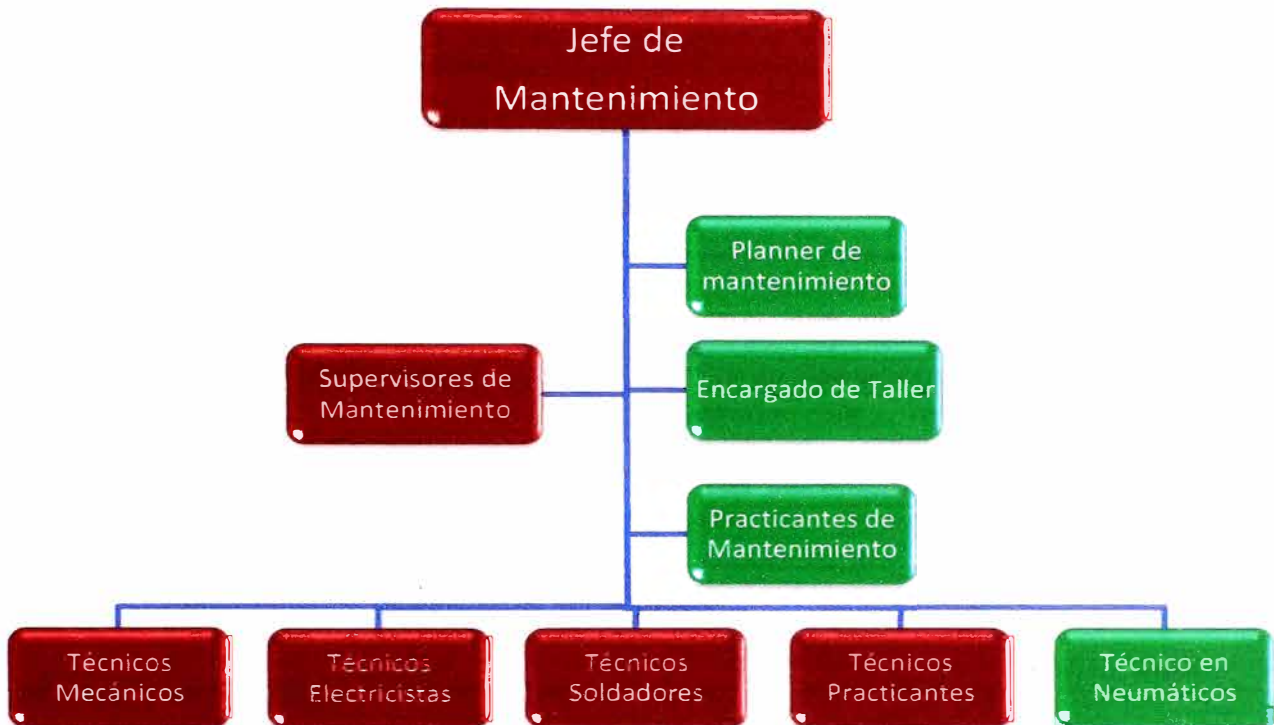 Jefe de
Mantenimiento
Planner de
mantenimiento
Supervisores de
Mantenimiento
Encargado de Taller
Practicantes de
Mantenimiento
Técnicos
Mecánicos
Técnicos
Electricistas
Técnicos
Soldadores
Técnicos
Practicantes
Técnico en
Neumáticos